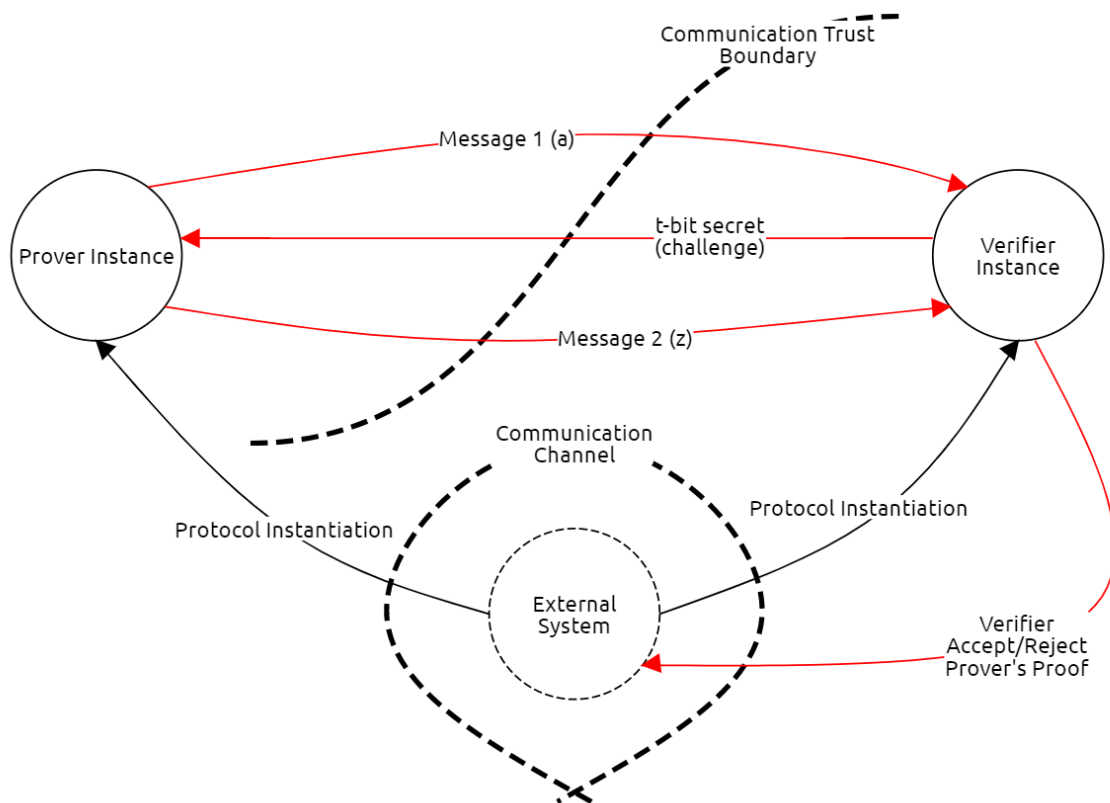 Communication Trust
Boundary
Message 1 (a)
t-bit secret
(challenge)
Prover Instance
Verifier
Instance
Message 2 (z)
Communication
Channel
Protocol Instantiation
Protocol Instantiation
External
System
Verifier
Accept/Reject
Prover's Proof